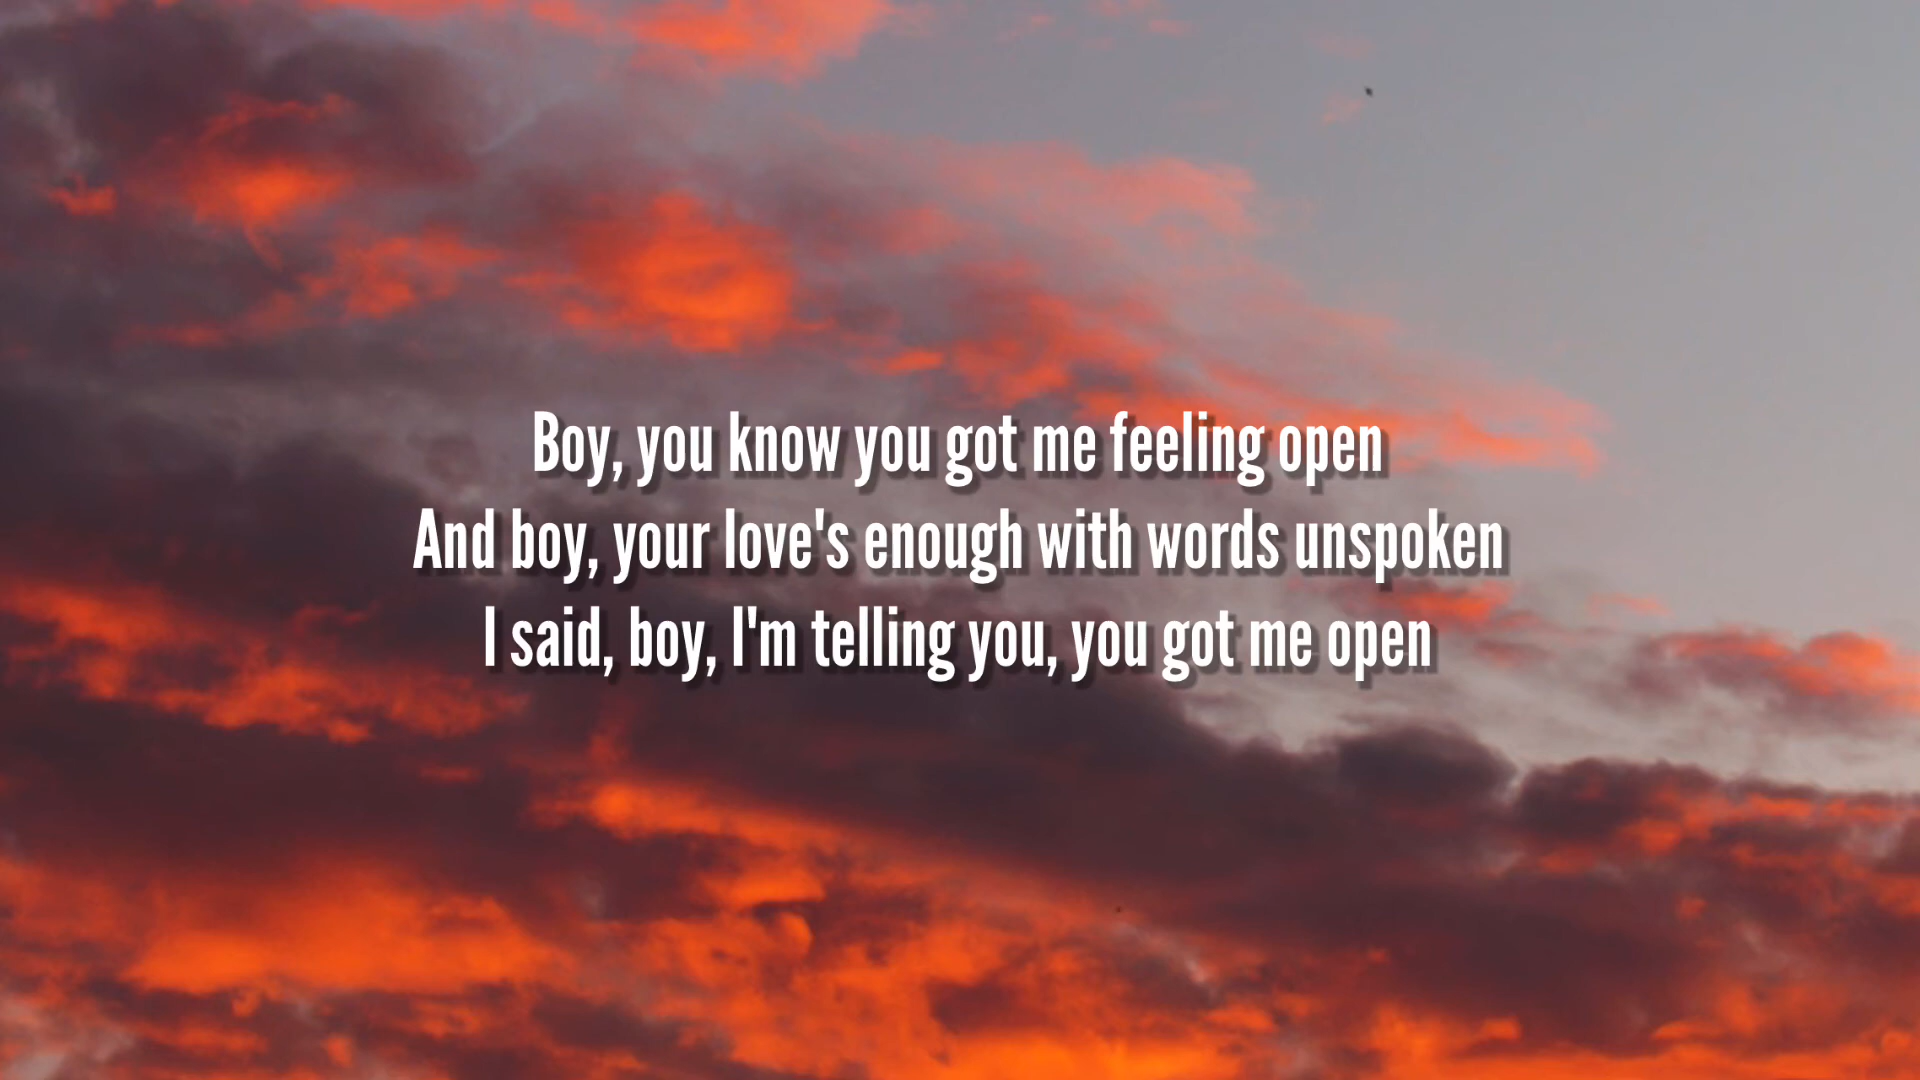 Boy, you know you got me feeling open
And boy, your love's enough with words unspoken
I said, boy, I'm telling you, you got me open